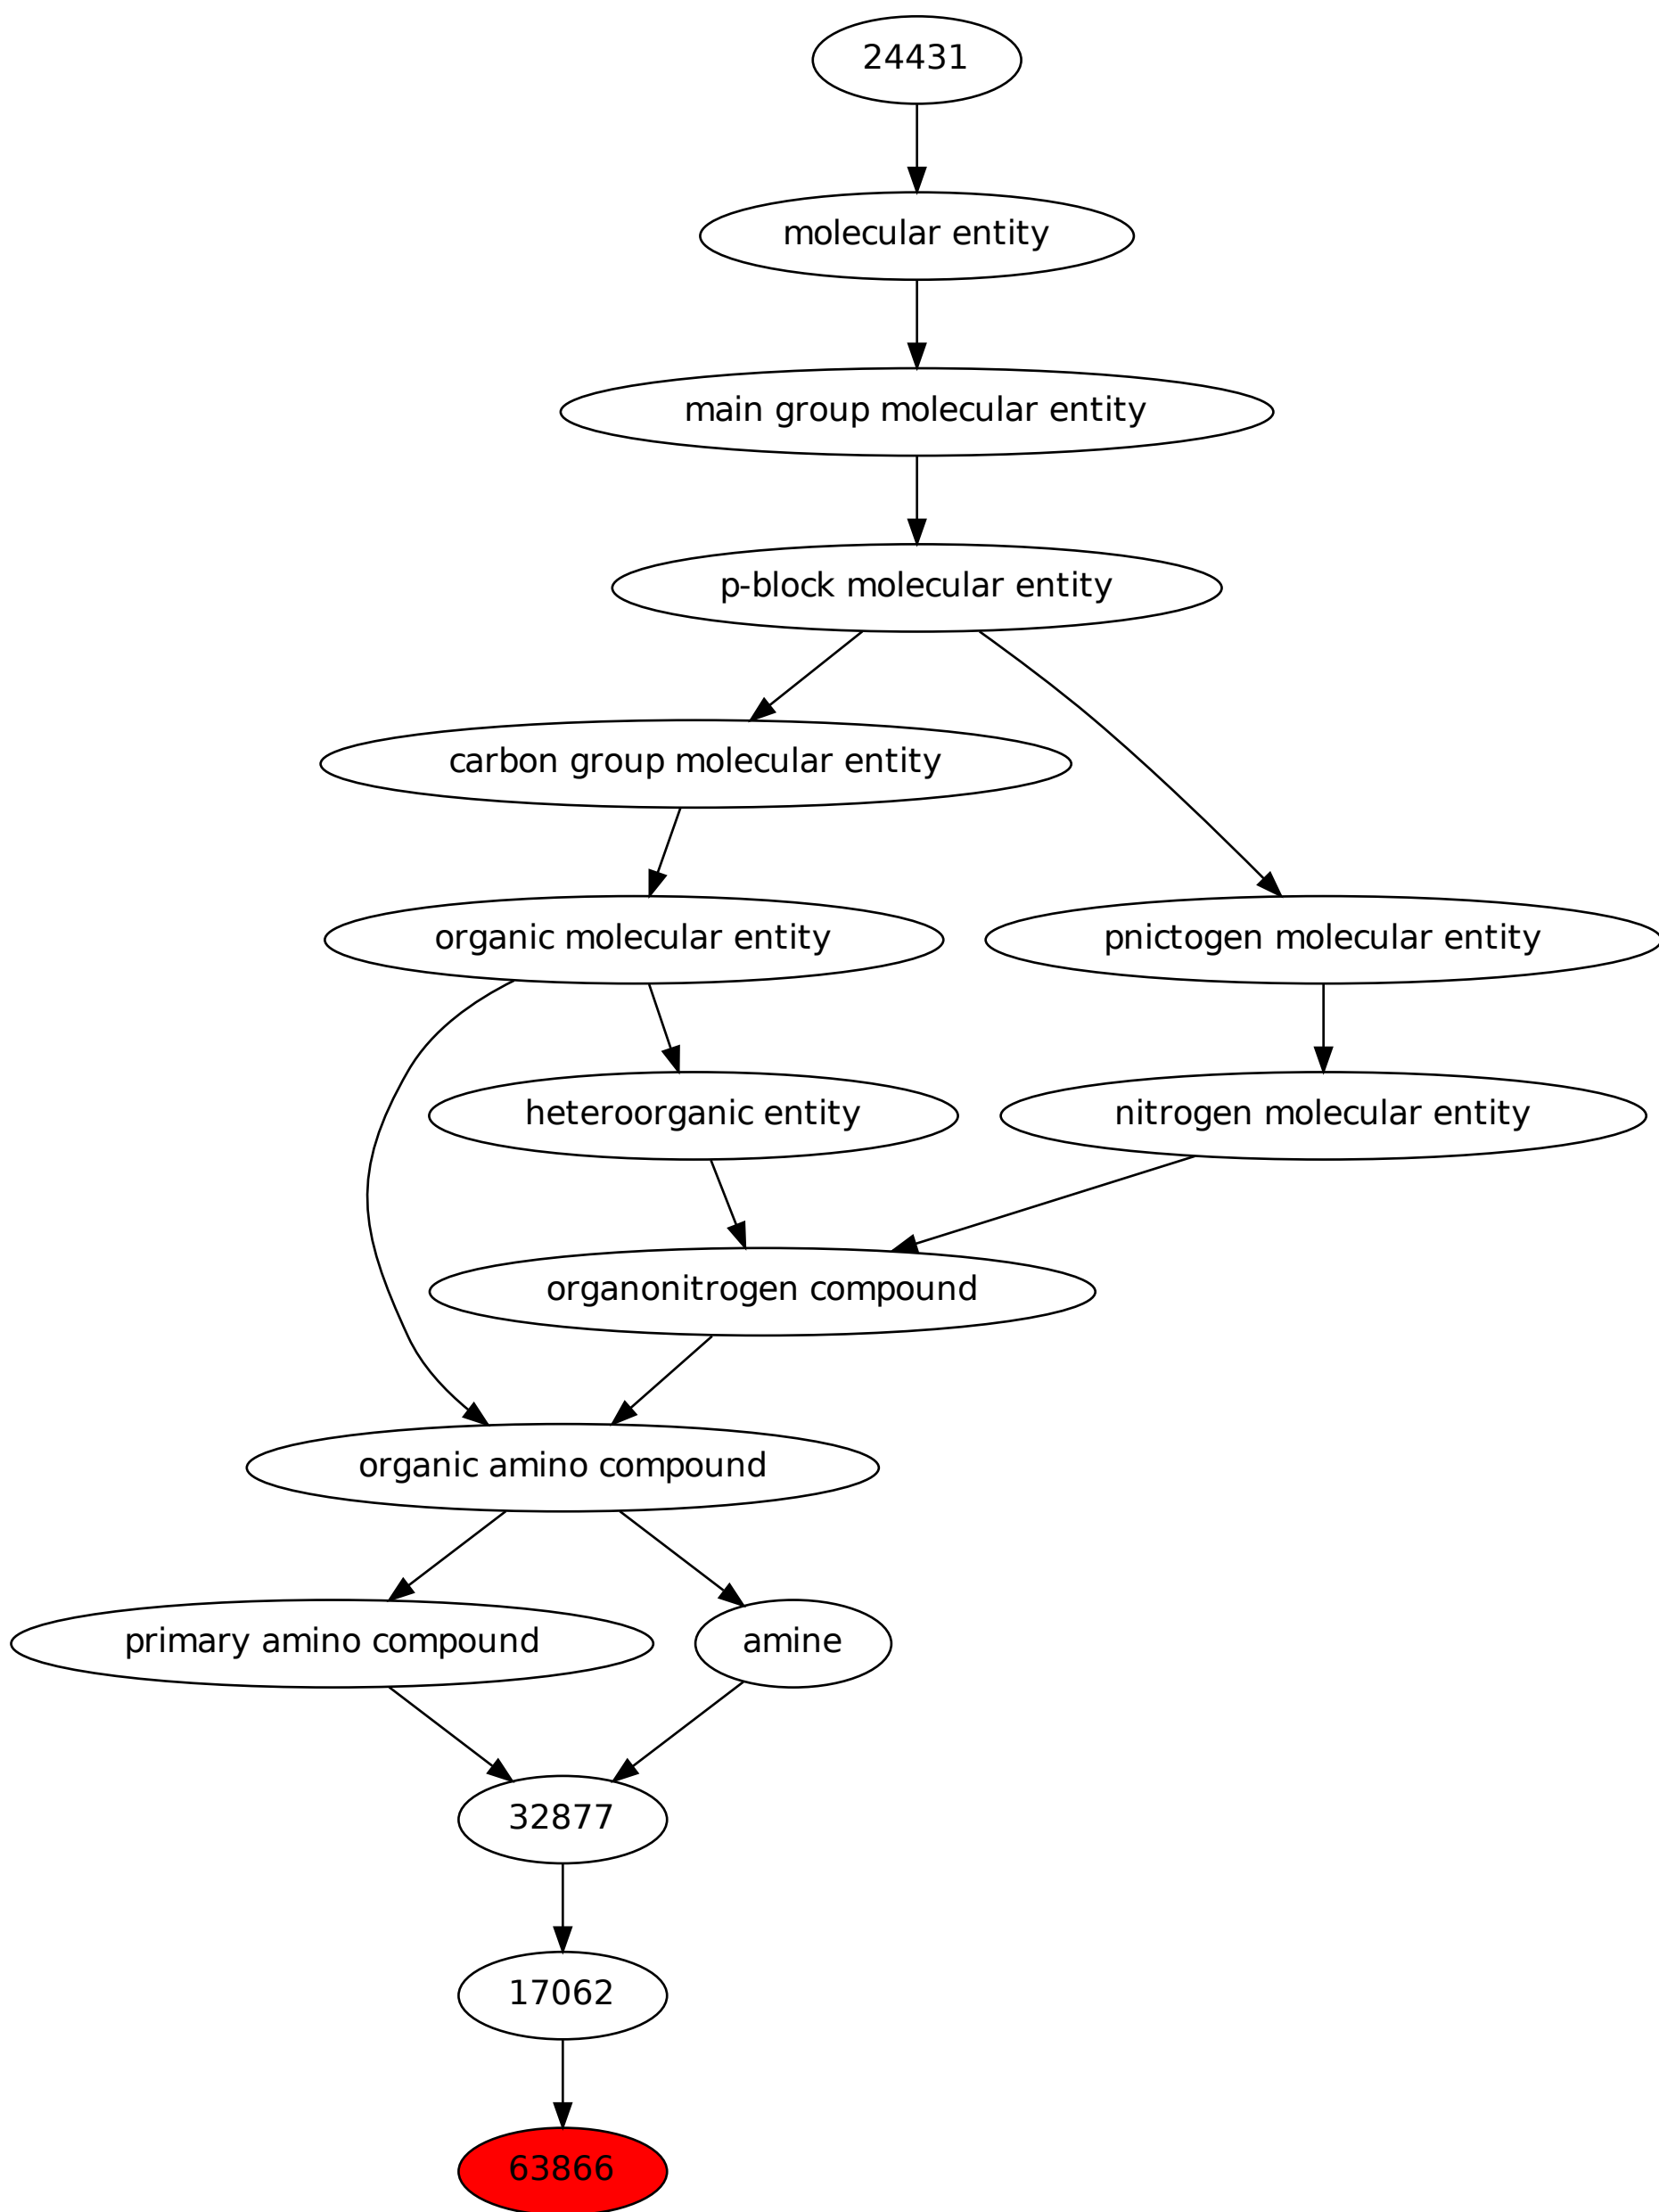 24431
molecular entity
main group molecular entity
p-block molecular entity
carbon group molecular entity
organic molecular entity
pnictogen molecular entity
heteroorganic entity
nitrogen molecular entity
organonitrogen compound
organic amino compound
primary amino compound
amine
32877
17062
63866